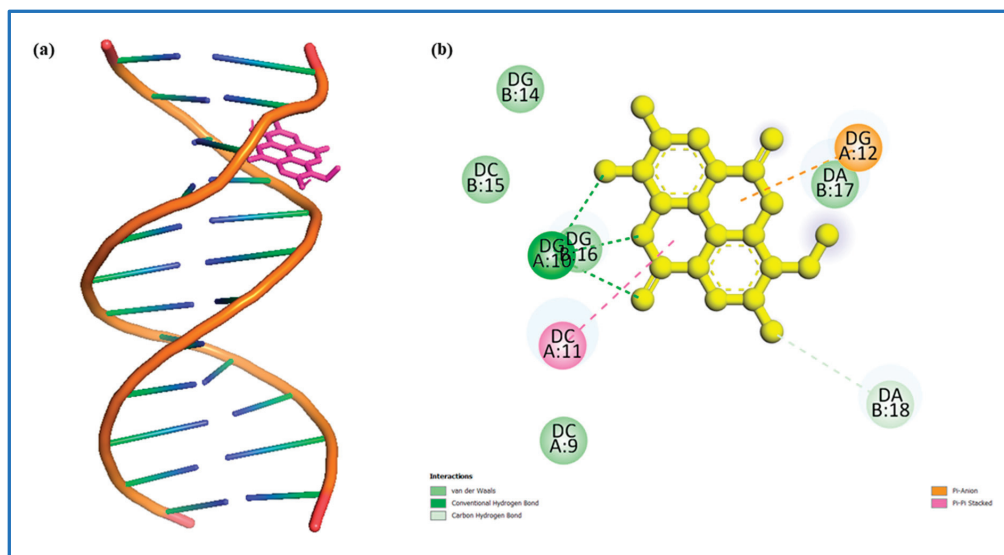 (a)
(b)
DG
B:14
DG
A:12
DA
B:17
DC
B:15
DG
B:16
DG
A:10
DC
A:11
DA
B:18
DC
A:9
Interactions
van der Waals
Conventional Hydrogen Bond
Carbon Hydrogen Bond
Pi-Anion
Pi-Pi Stacked